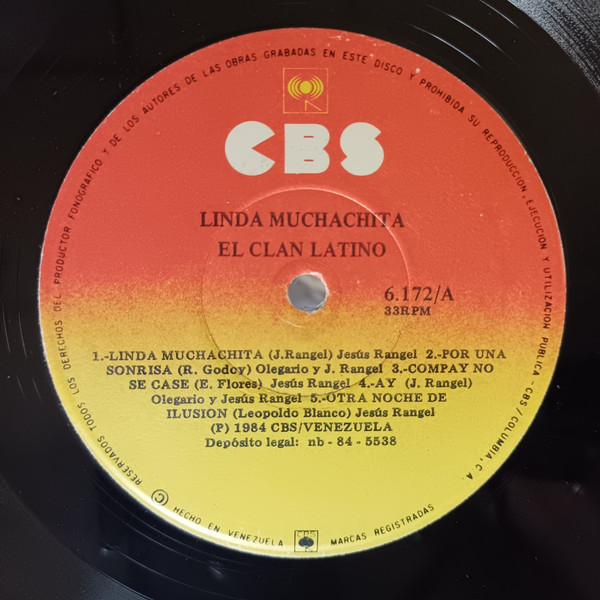 RESERVADOS TODOS LOS DERECHOS DEL PRODUCTOR FONOGRAFICO Y DE LOS AUTORES DE LAS OBRAS GRABADAS EN ESTE DISCO Y PROHIBIDA SU REPRODUCCION, EJECUCION Y UTILIZACION PUBLICA - CBS / COLUMBIA, C.A.
CBS
LINDA MUCHACHITA
EL CLAN LATINO
6.172/A
33RPM
1.-LINDA MUCHACHITA (J.Rangel) Jesús Rangel 2.-POR UNA
SONRISA (R. Godoy) Olegario y J. Rangel 3.-COMPAY NO
SE CASE (E. Flores) Jesús Rangel 4.-AY (J. Rangel)
Olegario y Jesús Rangel 5.-OTRA NOCHE DE
ILUSION (Leopoldo Blanco) Jesús Rangel
(P) 1984 CBS/VENEZUELA
Depósito legal: nb - 84 - 5538
© HECHO EN VENEZUELA CBS MARCAS REGISTRADAS